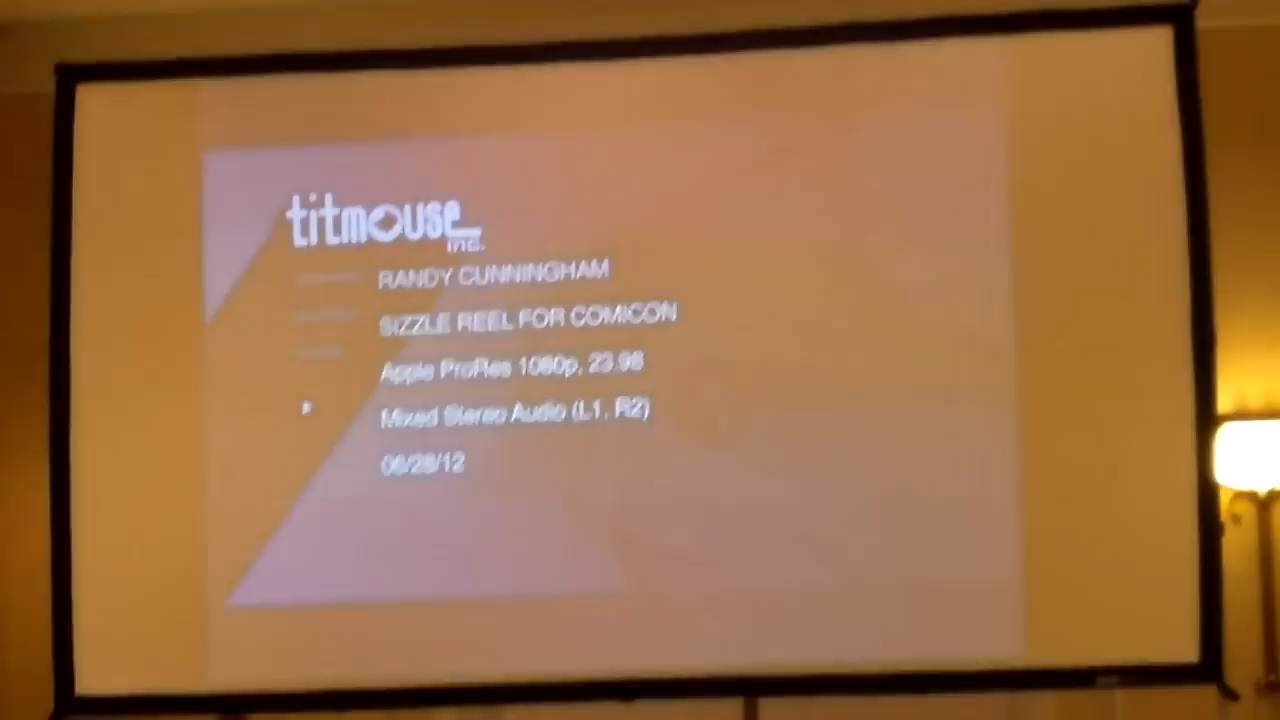 titmouse
inc.
RANDY CUNNINGHAM
SIZZLE REEL FOR COMICON
Apple ProRes 1080p, 23.98
Mixed Stereo Audio (L1, R2)
06/28/12